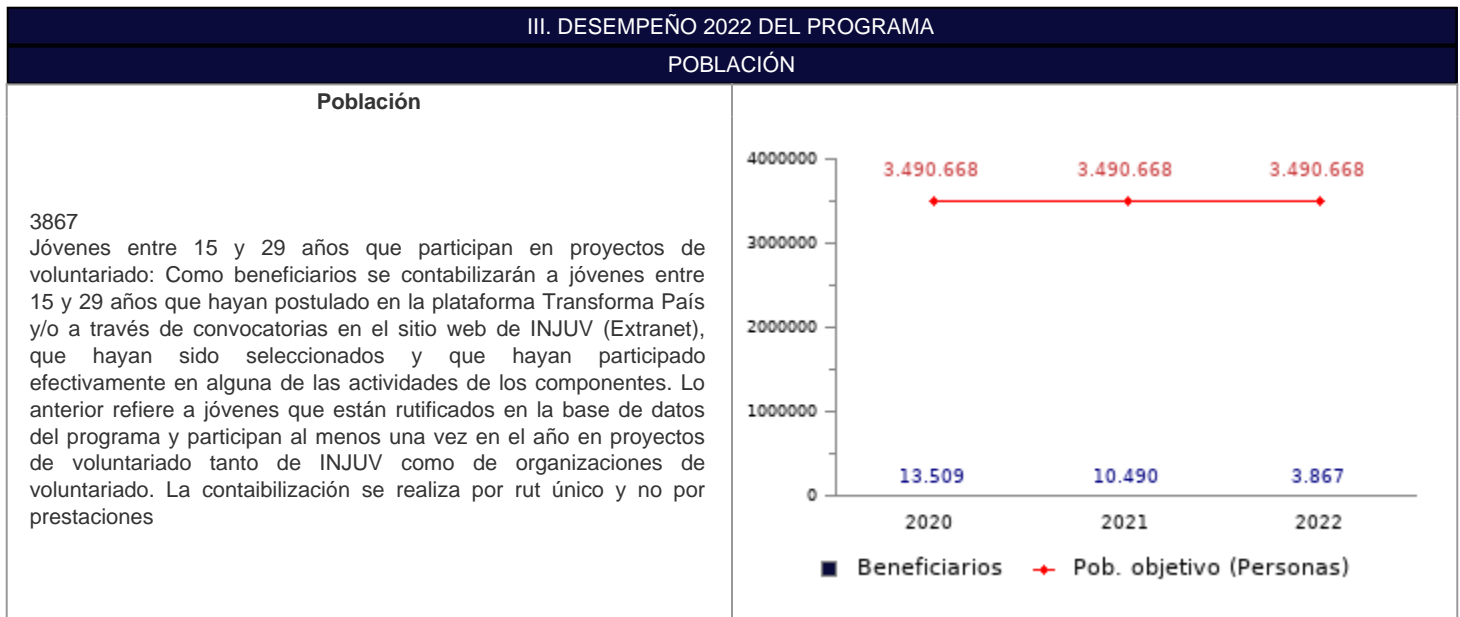 III. DESEMPEÑO 2022 DEL PROGRAMA
POBLACIÓN
Población
3867
Jóvenes entre 15 y 29 años que participan en proyectos de
voluntariado: Como beneficiarios se contabilizarán a jóvenes entre
15 y 29 años que hayan postulado en la plataforma Transforma País
y/o a través de convocatorias en el sitio web de INJUV (Extranet),
que hayan sido seleccionados y que hayan participado
efectivamente en alguna de las actividades de los componentes. Lo
anterior refiere a jóvenes que están rutificados en la base de datos
del programa y participan al menos una vez en el año en proyectos
de voluntariado tanto de INJUV como de organizaciones de
voluntariado. La contaibilización se realiza por rut único y no por
prestaciones
4000000
3.490.668 3.490.668 3.490.668
3000000
2000000
1000000
13.509 10.490 3.867
0
2020 2021 2022
Beneficiarios Pob. objetivo (Personas)